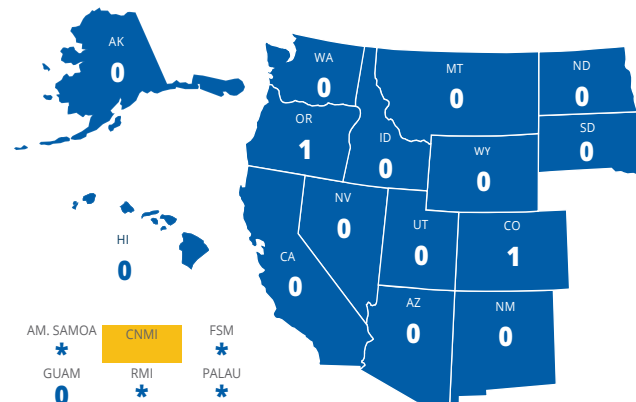 AK
0
WA
0
MT
0
ND
0
OR
1
ID
0
SD
0
WY
0
NV
0
UT
0
CO
1
HI
0
CA
0
AZ
0
NM
0
AM. SAMOA
*
CNMI
FSM
*
GUAM
0
RMI
*
PALAU
*